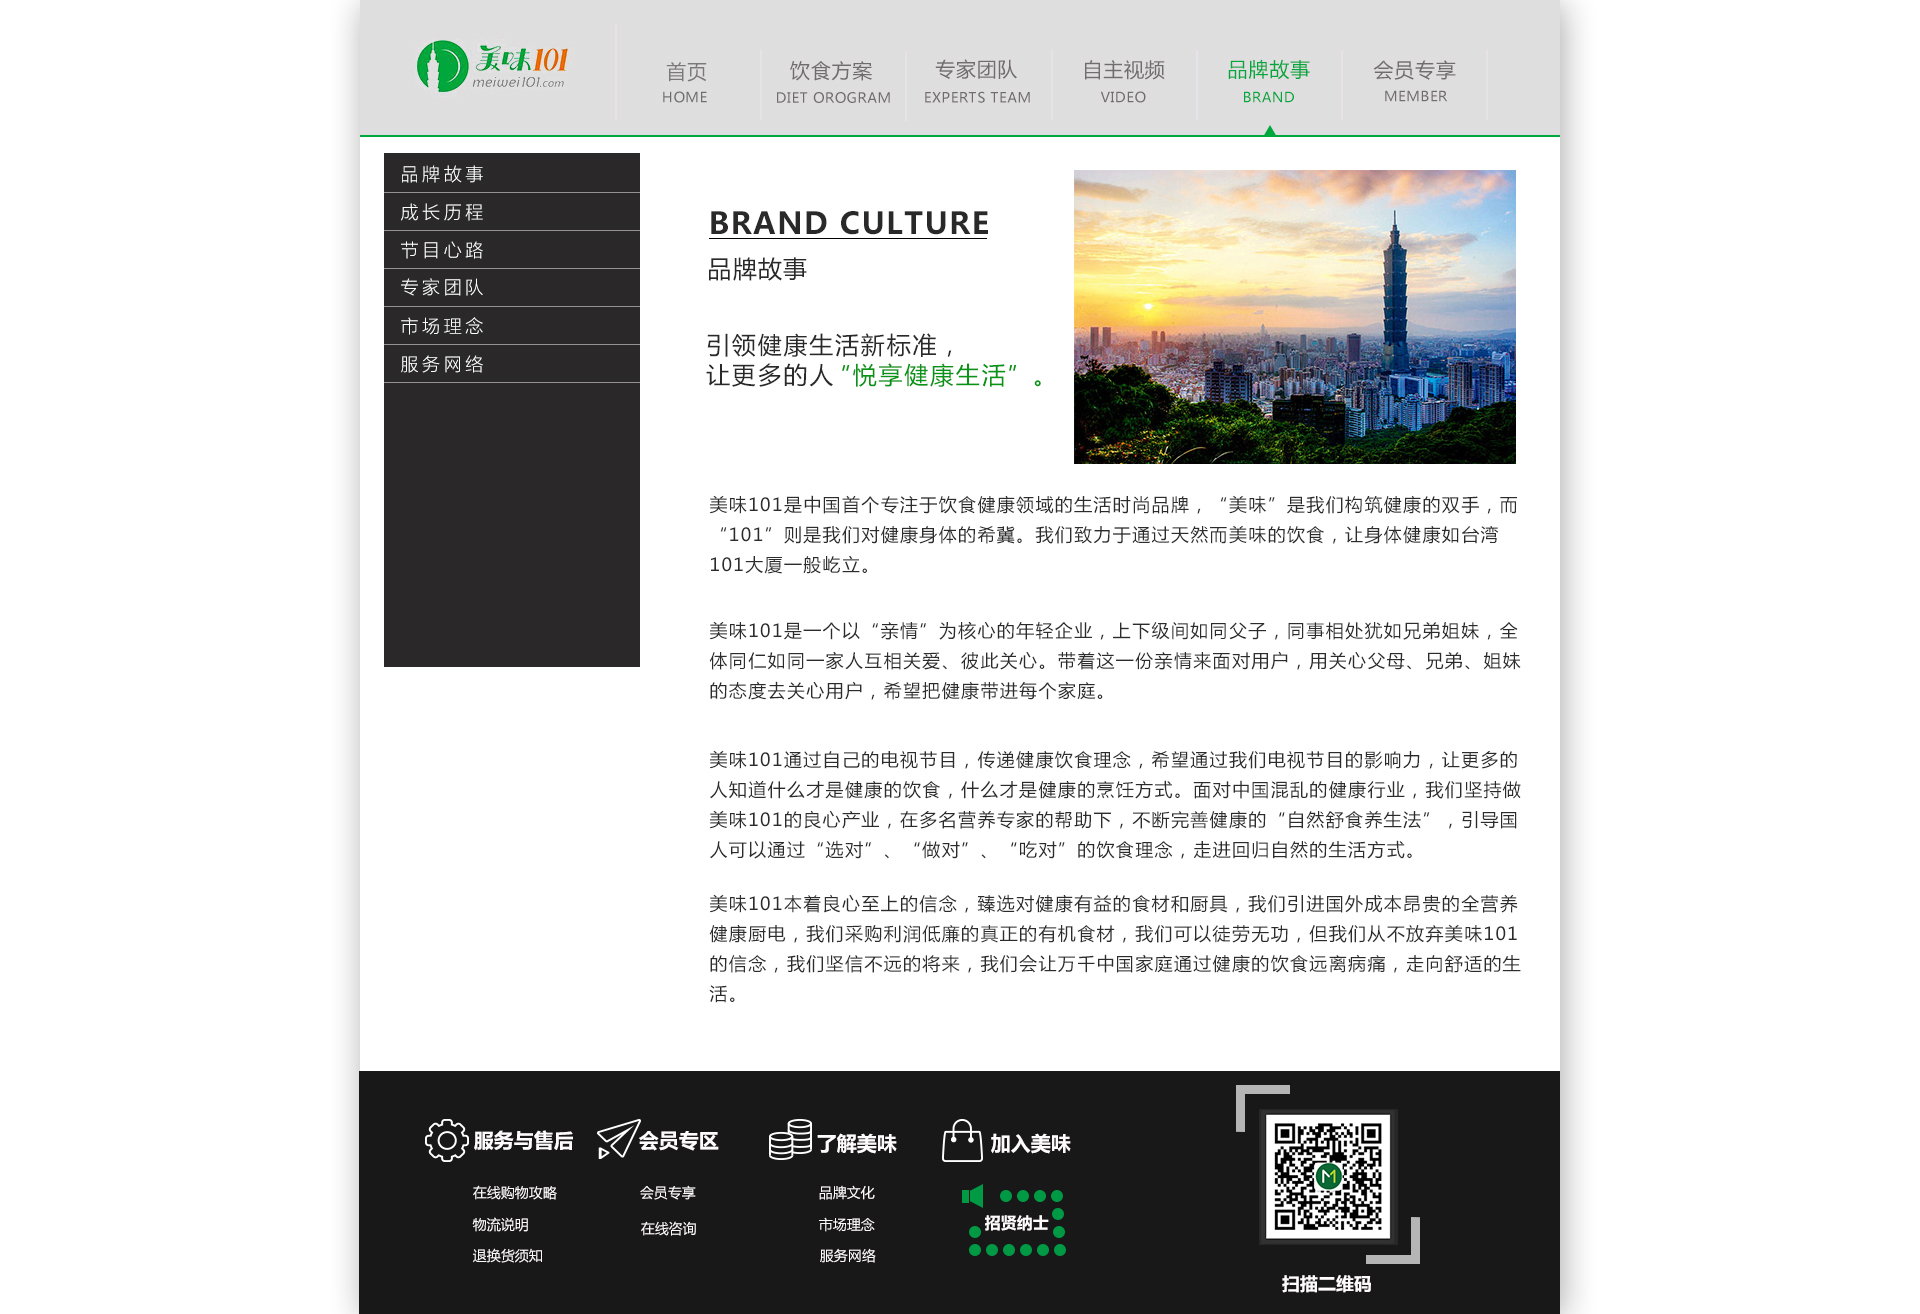 美味101
meiwei101.com
首页
HOME
饮食方案
DIET OROGRAM
专家团队
EXPERTS TEAM
自主视频
VIDEO
品牌故事
BRAND
会员专享
MEMBER
品牌故事
成长历程
节目心路
专家团队
市场理念
服务网络
BRAND CULTURE
品牌故事
引领健康生活新标准，
让更多的人“悦享健康生活”。
美味101是中国首个专注于饮食健康领域的生活时尚品牌，“美味”是我们构筑健康的双手，而
“101”则是我们对健康身体的希冀。我们致力于通过天然而美味的饮食，让身体健康如台湾
101大厦一般屹立。
美味101是一个以“亲情”为核心的年轻企业，上下级间如同父子，同事相处犹如兄弟姐妹，全
体同仁如同一家人互相关爱、彼此关心。带着这一份亲情来面对用户，用关心父母、兄弟、姐妹
的态度去关心用户，希望把健康带进每个家庭。
美味101通过自己的电视节目，传递健康饮食理念，希望通过我们电视节目的影响力，让更多的
人知道什么才是健康的饮食，什么才是健康的烹饪方式。面对中国混乱的健康行业，我们坚持做
美味101的良心产业，在多名营养专家的帮助下，不断完善健康的“自然舒食养生法”，引导国
人可以通过“选对”、“做对”、“吃对”的饮食理念，走进回归自然的生活方式。
美味101本着良心至上的信念，臻选对健康有益的食材和厨具，我们引进国外成本昂贵的全营养
健康厨电，我们采购利润低廉的真正的有机食材，我们可以徒劳无功，但我们从不放弃美味101
的信念，我们坚信不远的将来，我们会让万千中国家庭通过健康的饮食远离病痛，走向舒适的生
活。
服务与售后
在线购物攻略
物流说明
退换货须知
会员专区
会员专享
在线咨询
了解美味
品牌文化
市场理念
服务网络
加入美味
招贤纳士
M
扫描二维码